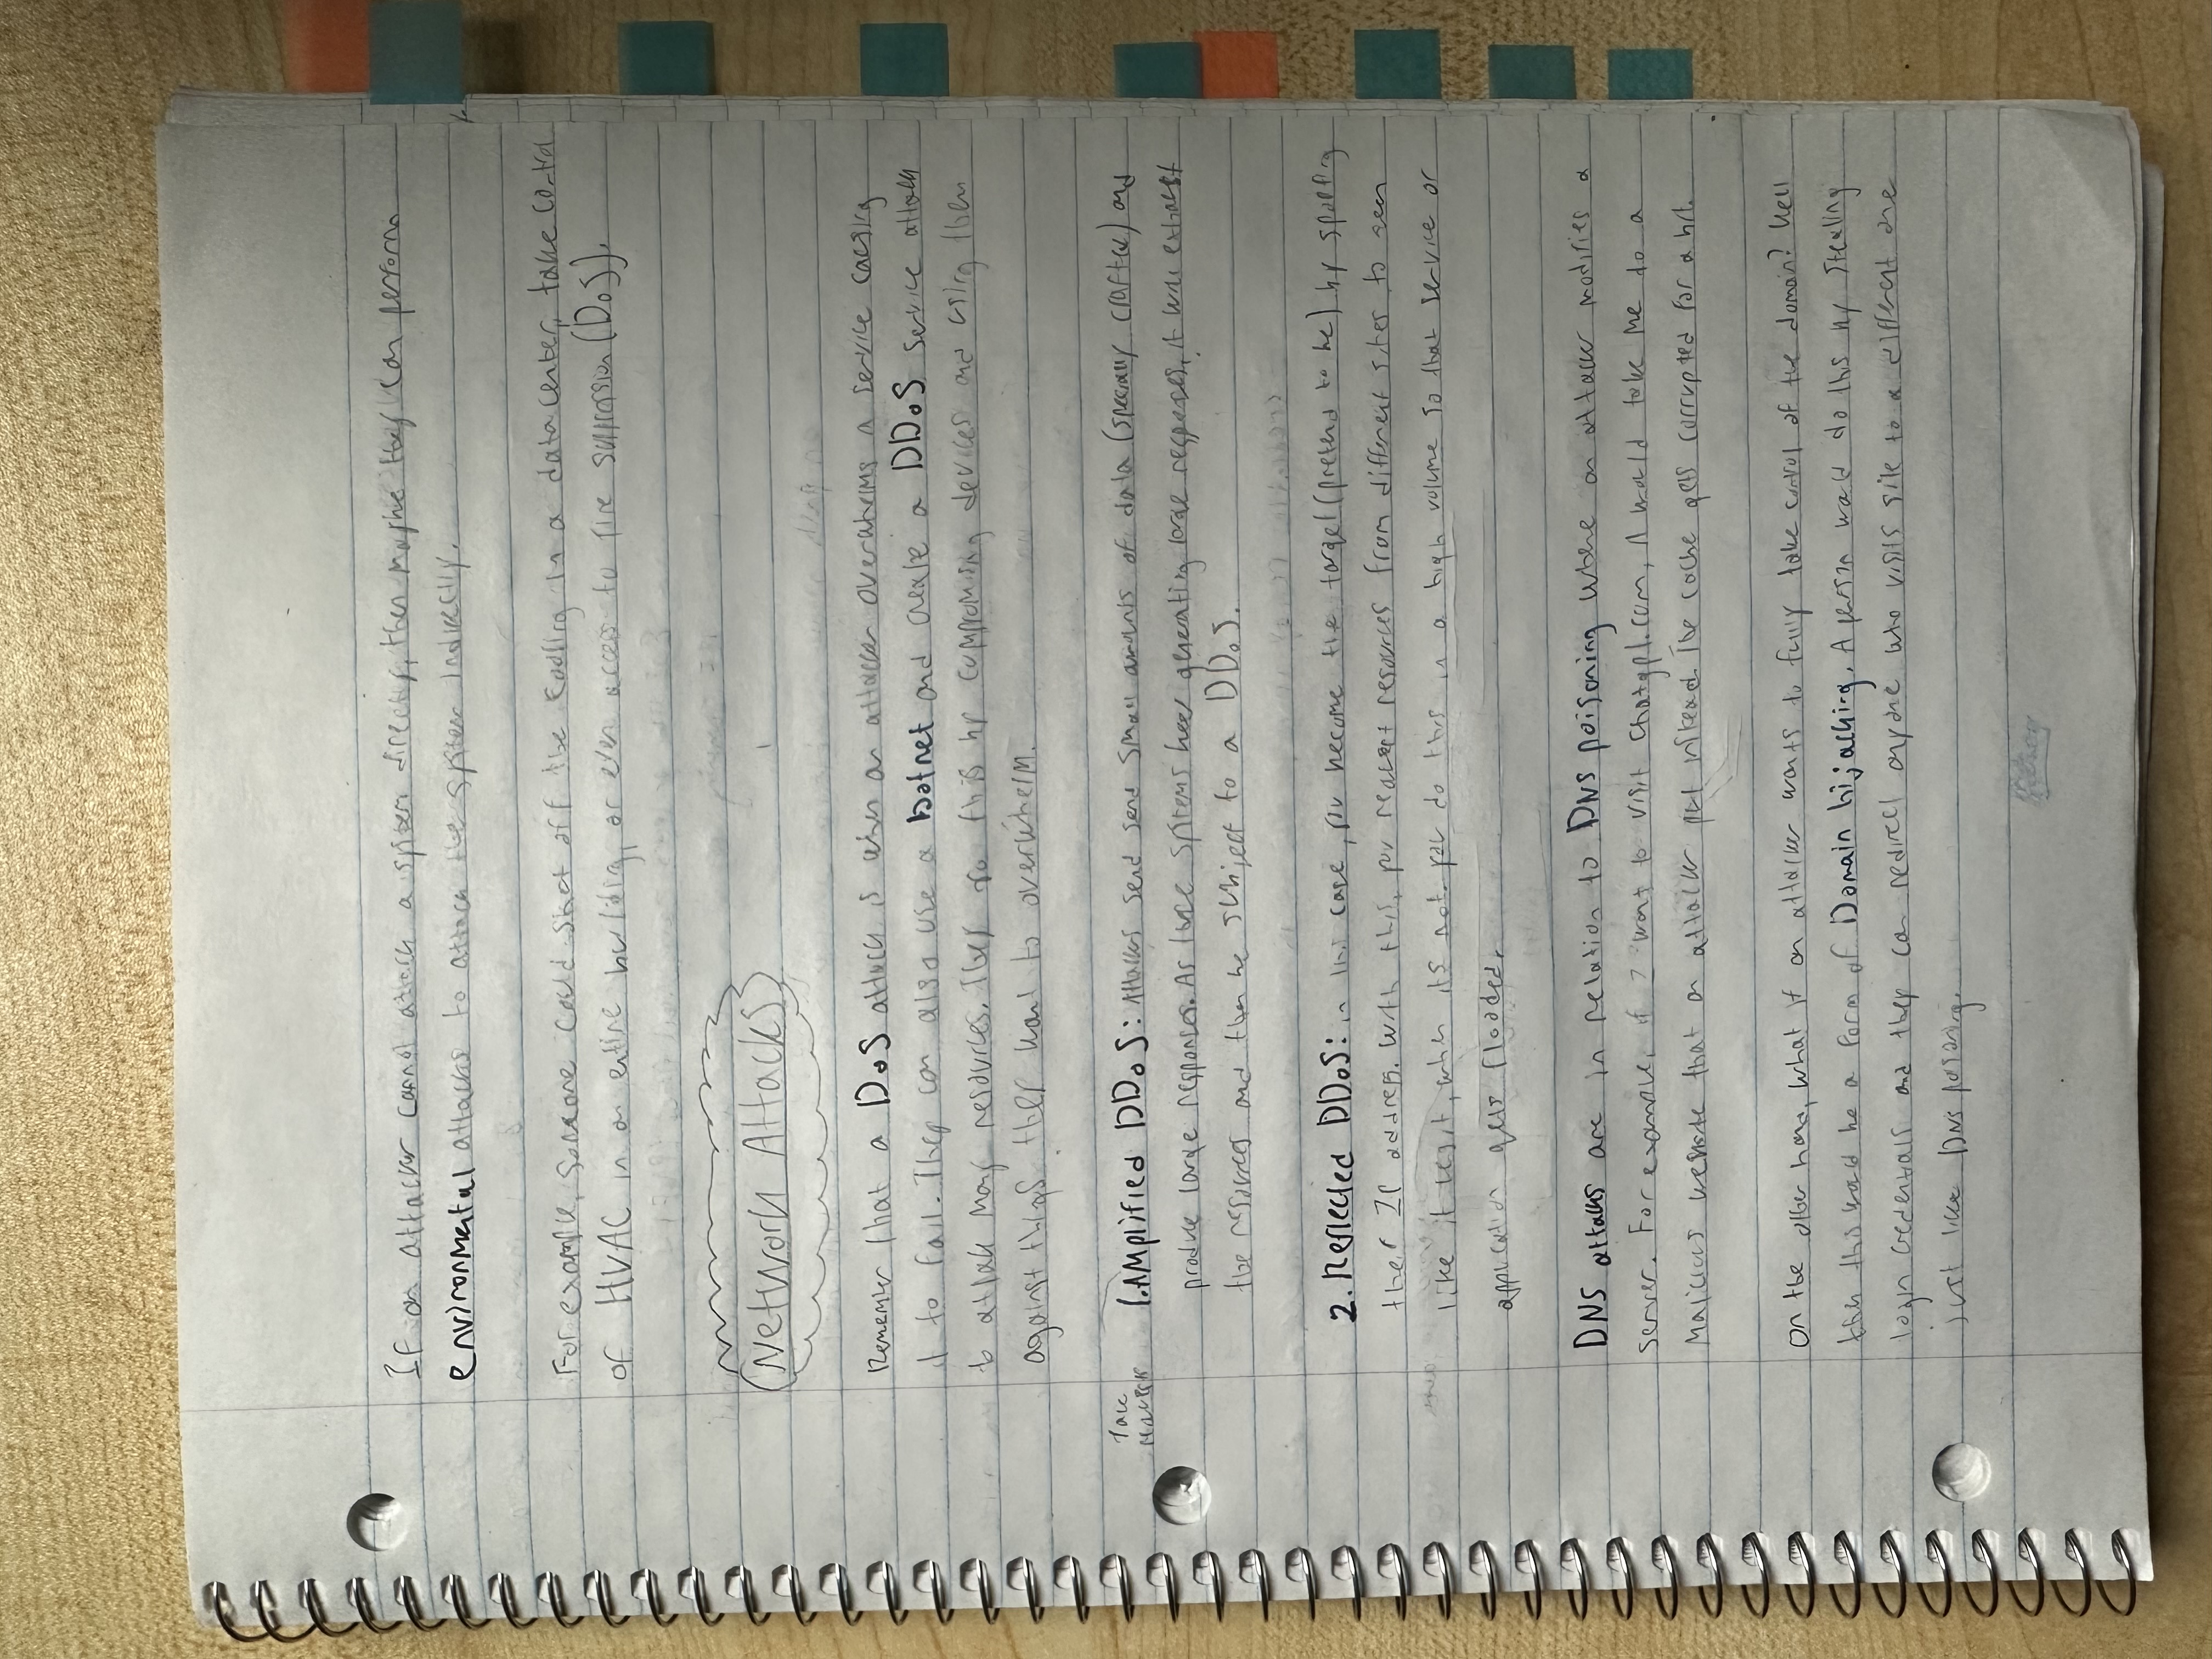 If an attacker cannot attack a system directly, then maybe they can perform
environmental attacks to attack the system indirectly.
For example, someone could shut off the cooling in a data center, take control
of HVAC in an entire building, or even access to fire suppression (DoS).
Network Attacks
Remember that a DoS attack is when an attacker overwhelms a service causing
it to fail. They can also use a botnet and create a DDoS service attack
to attack many resources. They do this by compromising devices and using them
against things they want to overwhelm.
1. Amplified DDoS: Attackers send send small amounts of data (specially crafted) and
produce large responses. As these systems keep generating large responses, it will exhaust
the resources and then be subject to a DDoS.
2. Reflected DDoS: in this case, you become the target (pretend to be) by spoofing
their IP address. With this, you request resources from different sites to seem
like it legit, when its not. you do this in a high volume so that service or
application gets flooded.
DNS attacks are in relation to DNS poisoning where an attacker modifies a
server. For example, if I want to visit Chatgpt.com, it would take me to a
malicious website that an attacker put instead. The cache gets corrupted for a bit.
On the other hand, what if an attacker wants to fully take control of the domain? Well
then this would be a form of Domain hijacking. A person would do this by stealing
login credentials and they can redirect anyone who visits site to a different one
just like DNS poisoning.